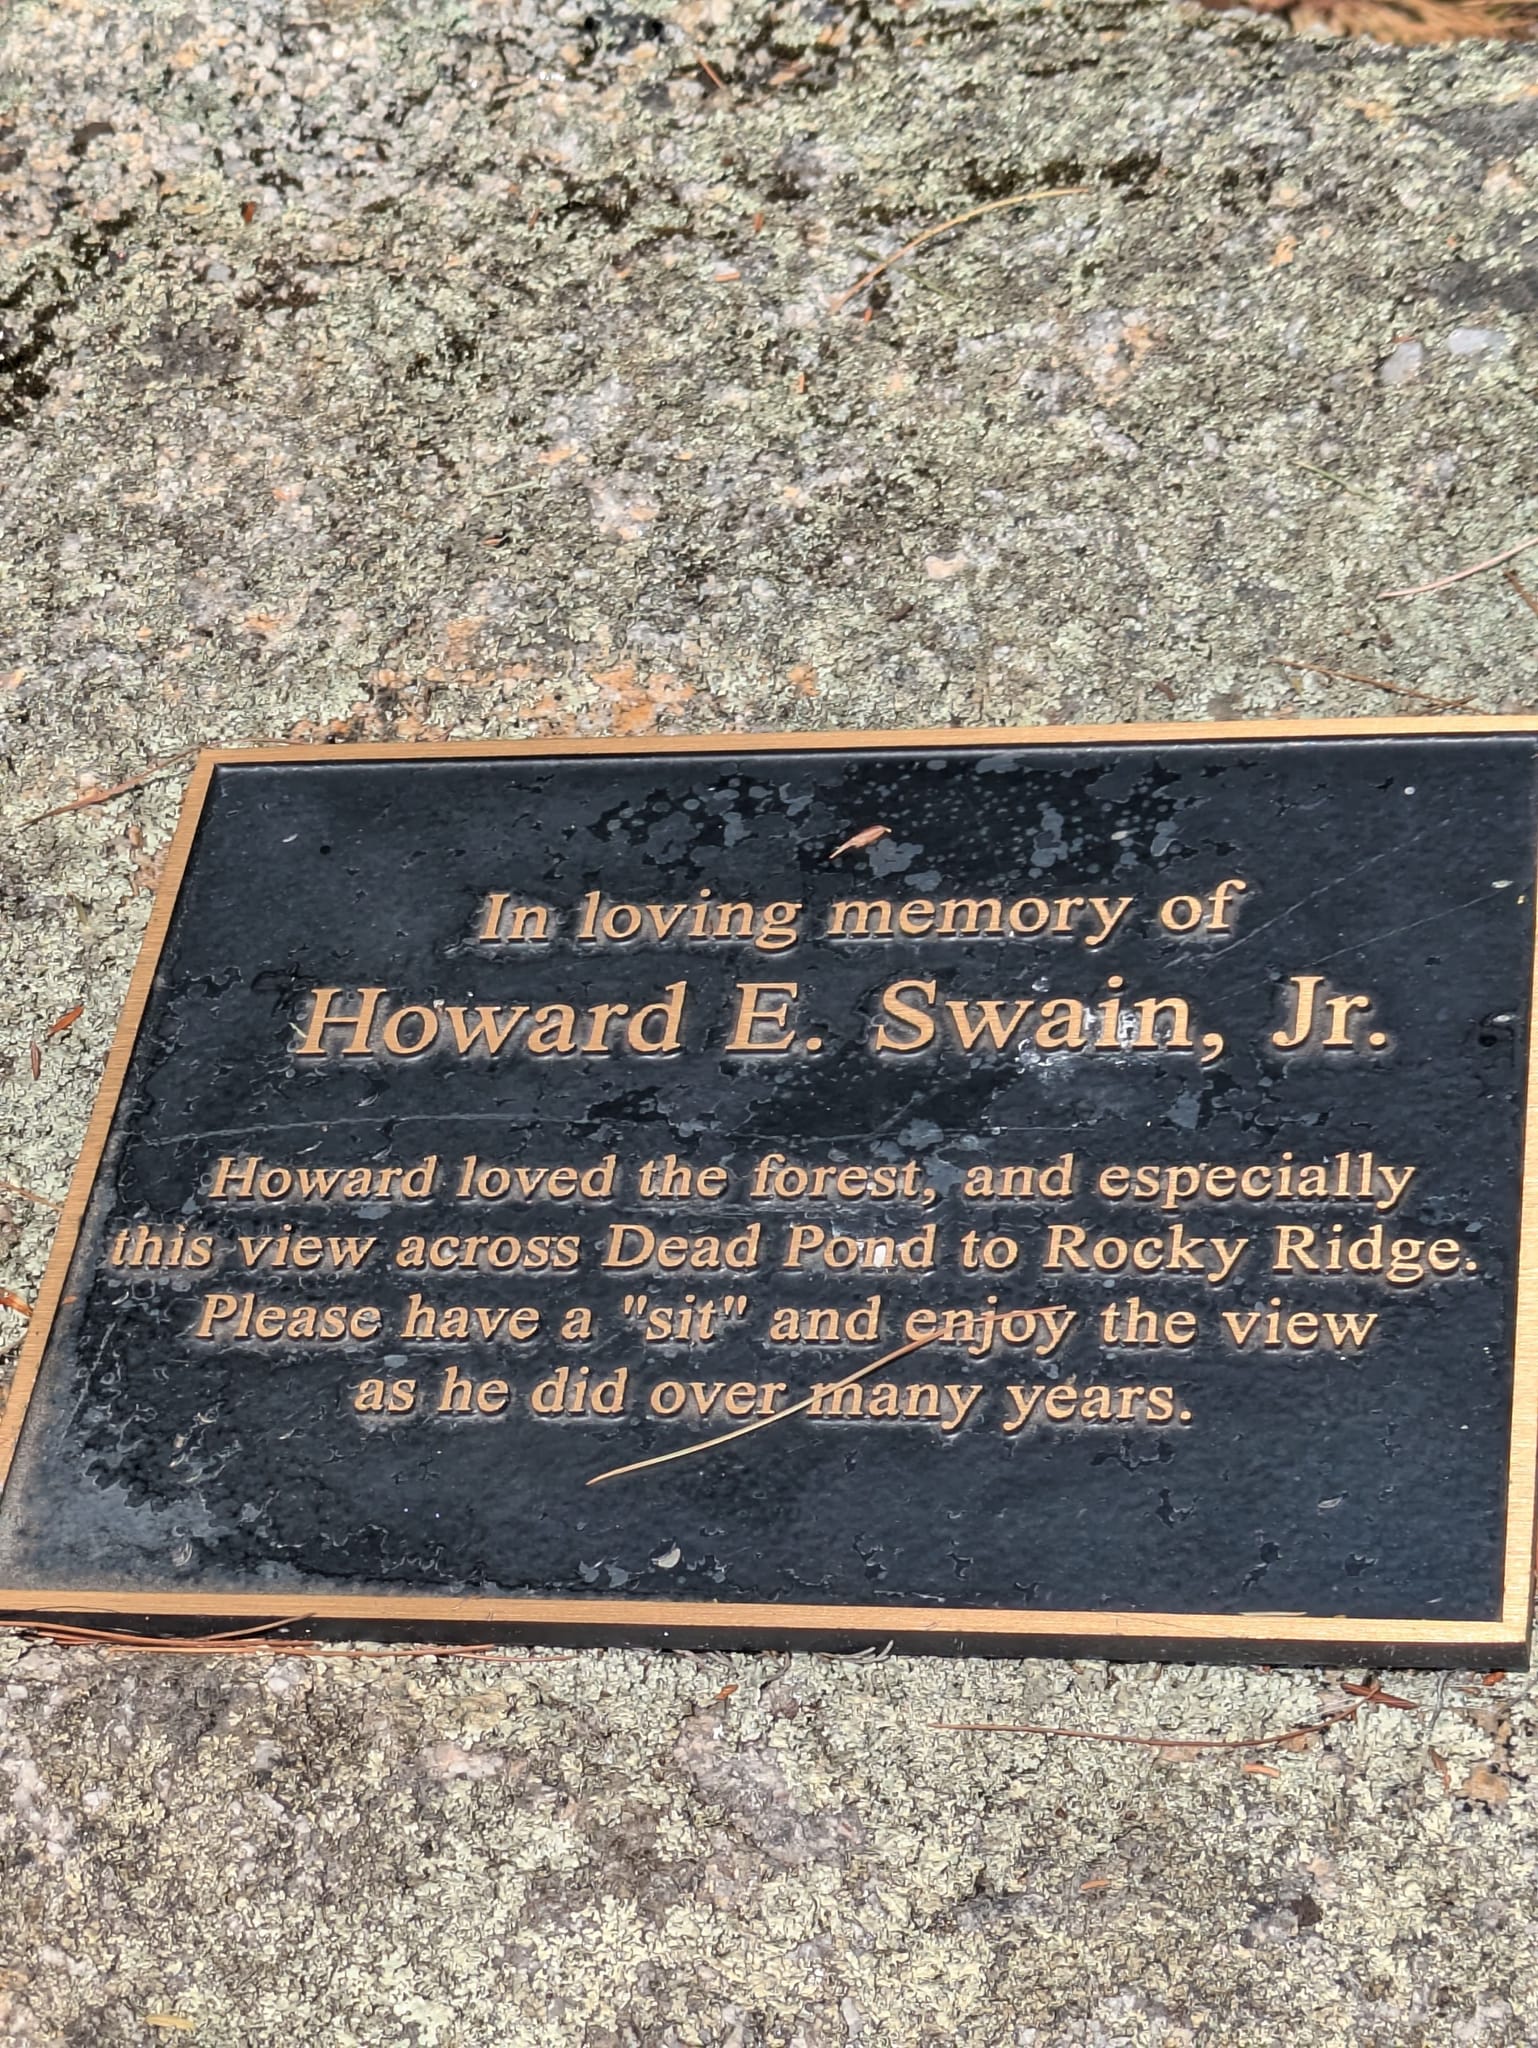 In loving memory of
Howard E. Swain, Jr.
Howard loved the forest, and especially
this view across Dead Pond to Rocky Ridge.
Please have a "sit" and enjoy the view
as he did over many years.